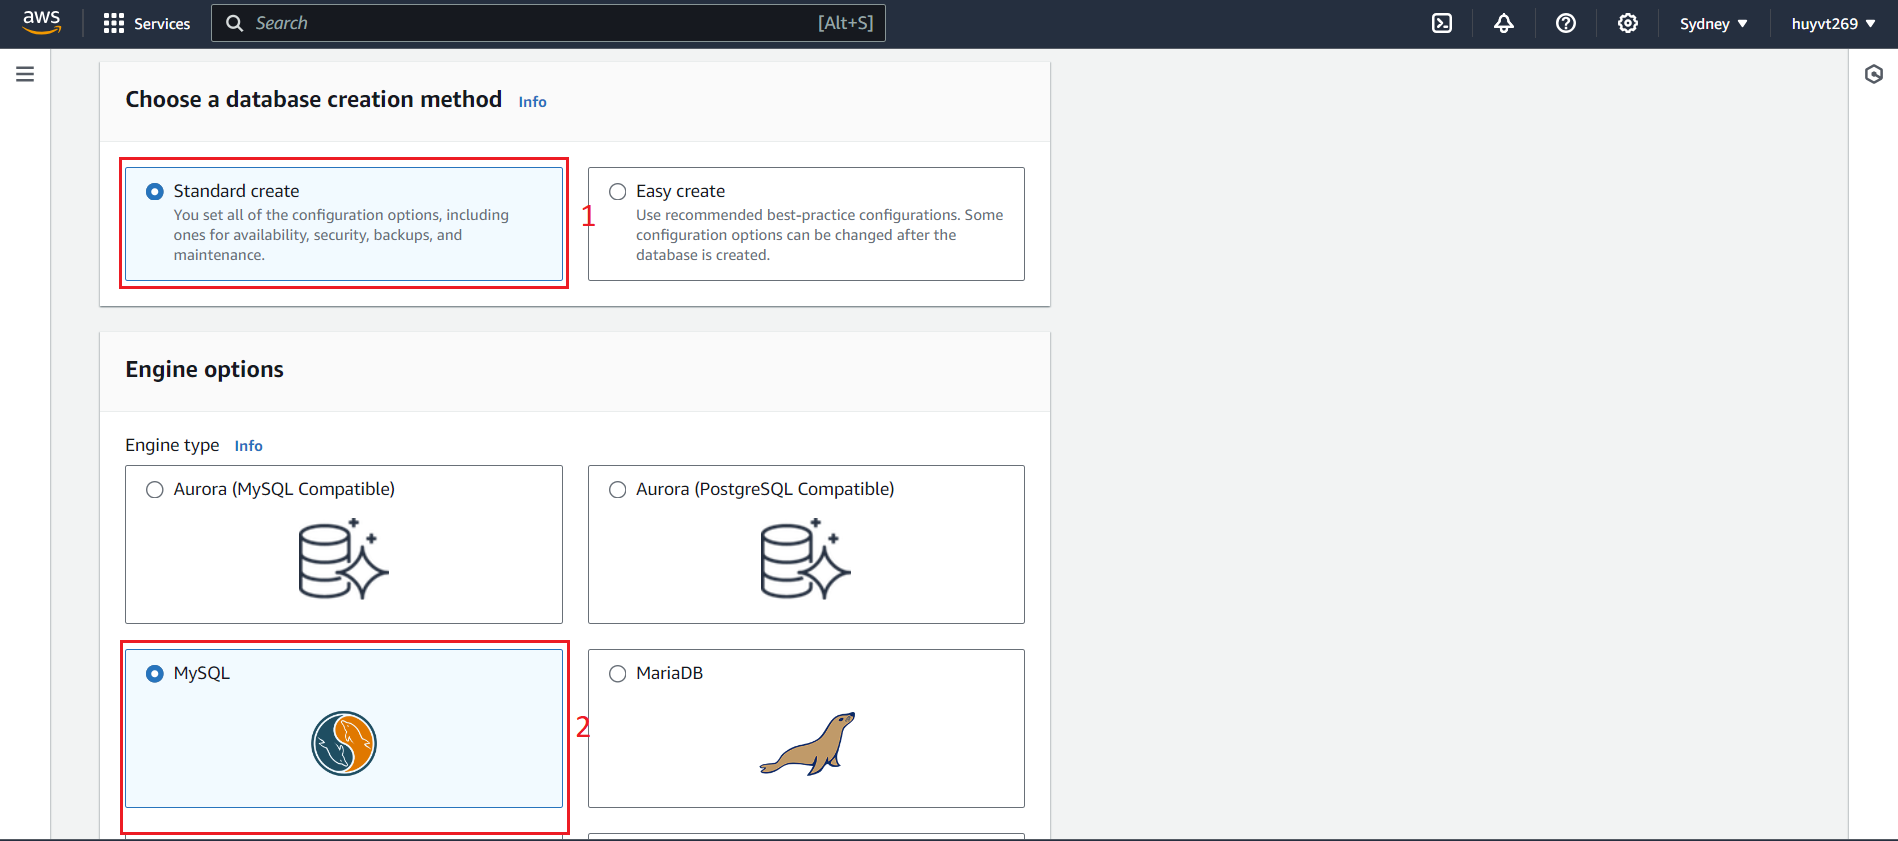 aws Services Search [Alt+S] Sydney huyvt269
Choose a database creation method Info
Standard create
You set all of the configuration options, including
ones for availability, security, backups, and
maintenance.
1
Easy create
Use recommended best-practice configurations. Some
configuration options can be changed after the
database is created.
Engine options
Engine type Info
Aurora (MySQL Compatible)
Aurora (PostgreSQL Compatible)
MySQL
2
MariaDB